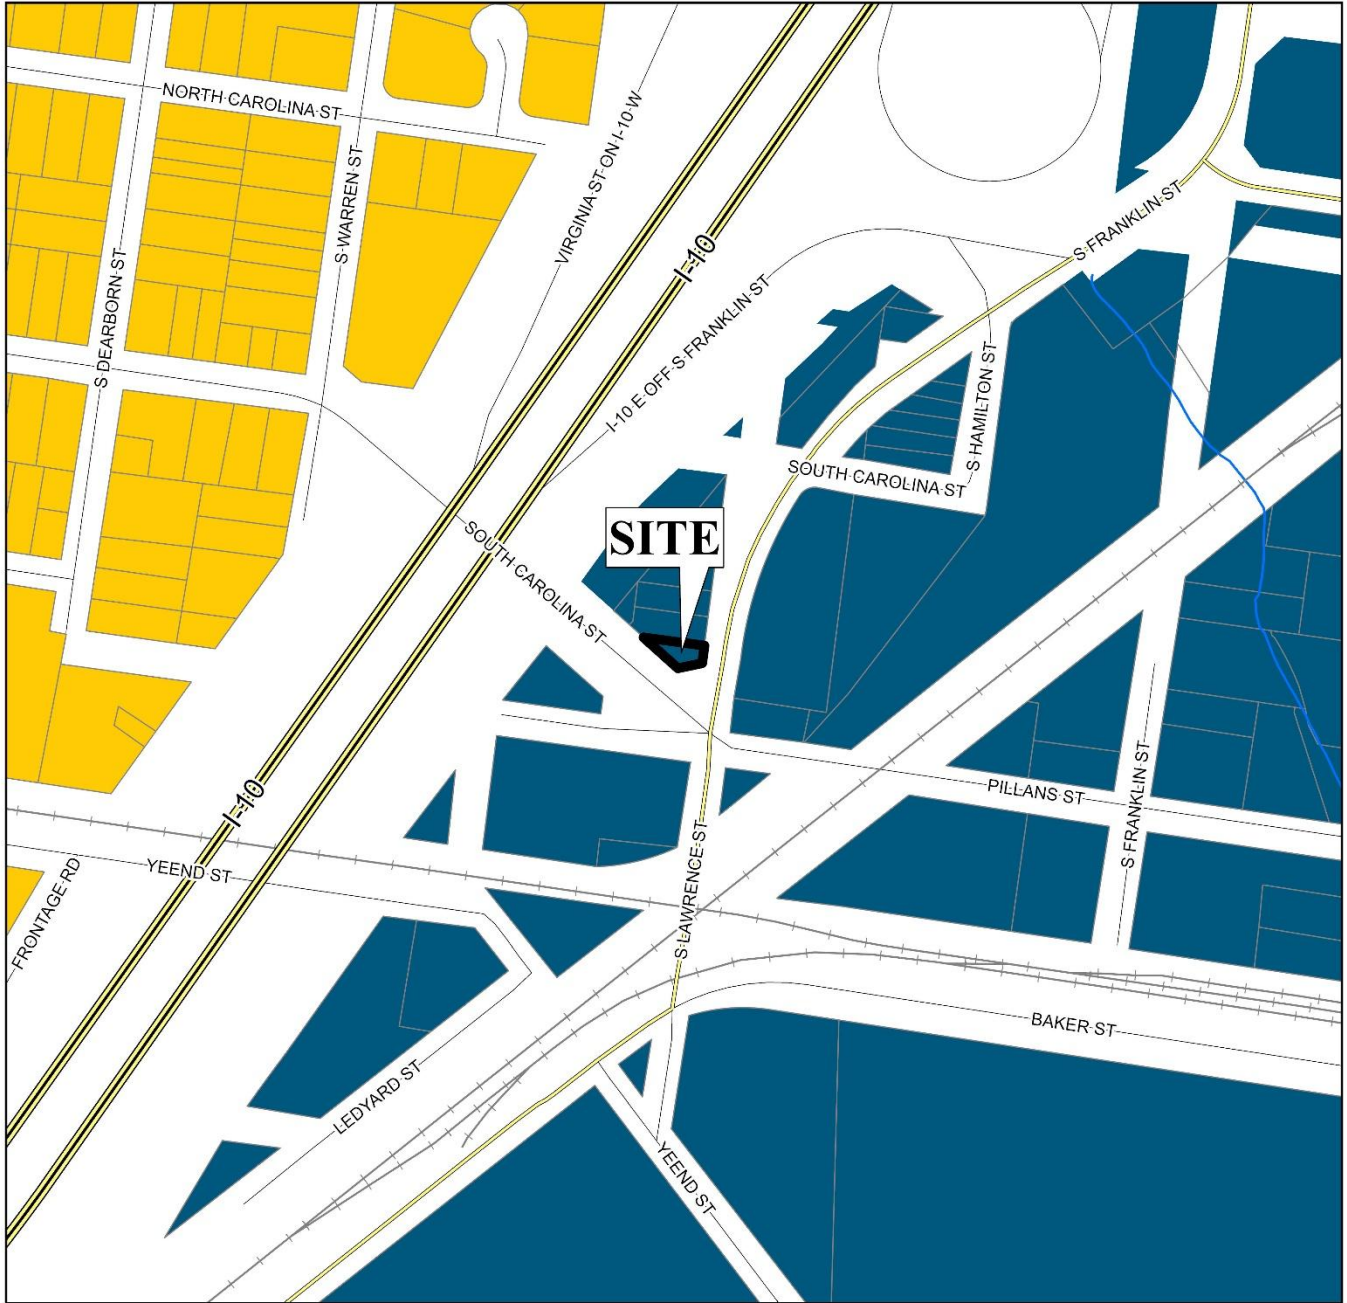 NORTH CAROLINA ST
S WARREN ST
VIRGINIA ST ON I-10 W
S FRANKLIN ST
I-10
S DEARBORN ST
I-10 E OFF S FRANKLIN ST
S HAMILTON ST
SOUTH CAROLINA ST
SITE
SOUTH CAROLINA ST
I-10
PILLANS ST
S FRANKLIN ST
YEEND ST
S LAWRENCE ST
FRONTAGE RD
BAKER ST
LEDYARD ST
YEEND ST